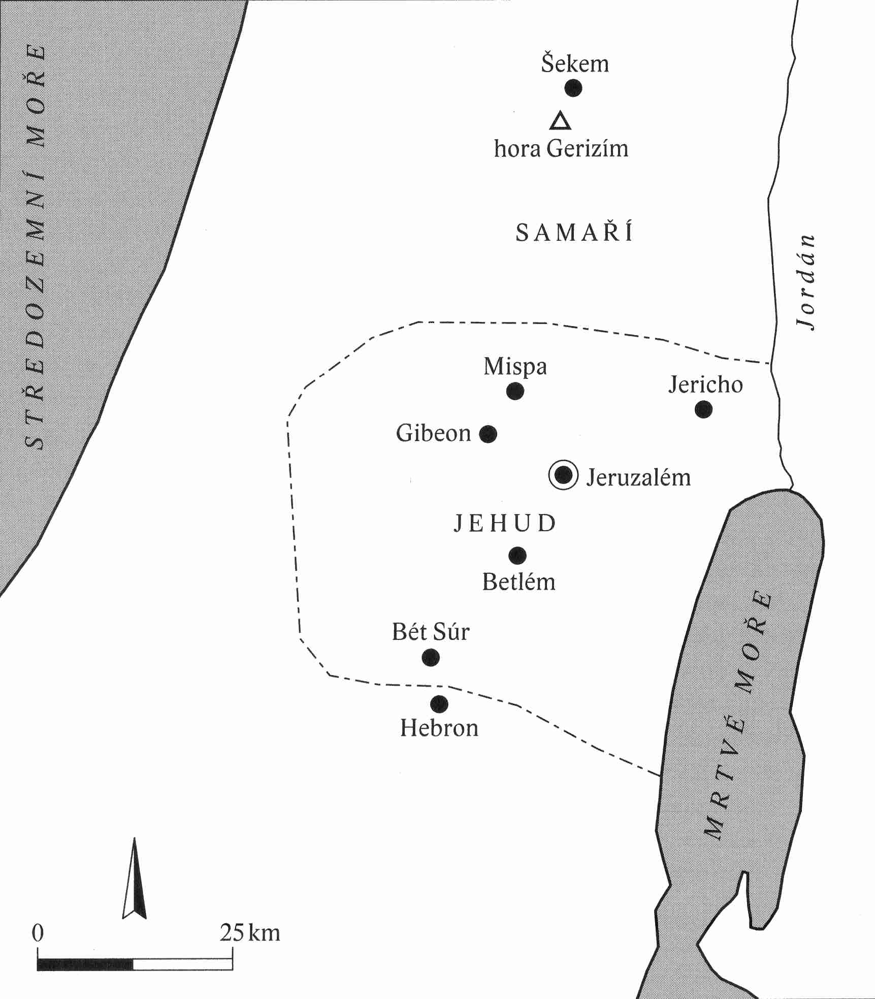 STŘEDOZEMNÍ MOŘE
Šekem
hora Gerizím
SAMAŘÍ
Jordán
Mispa
Jericho
Gibeon
Jeruzalém
JEHUD
Betlém
Bét Súr
Hebron
MRTVÉ MOŘE
0 25 km